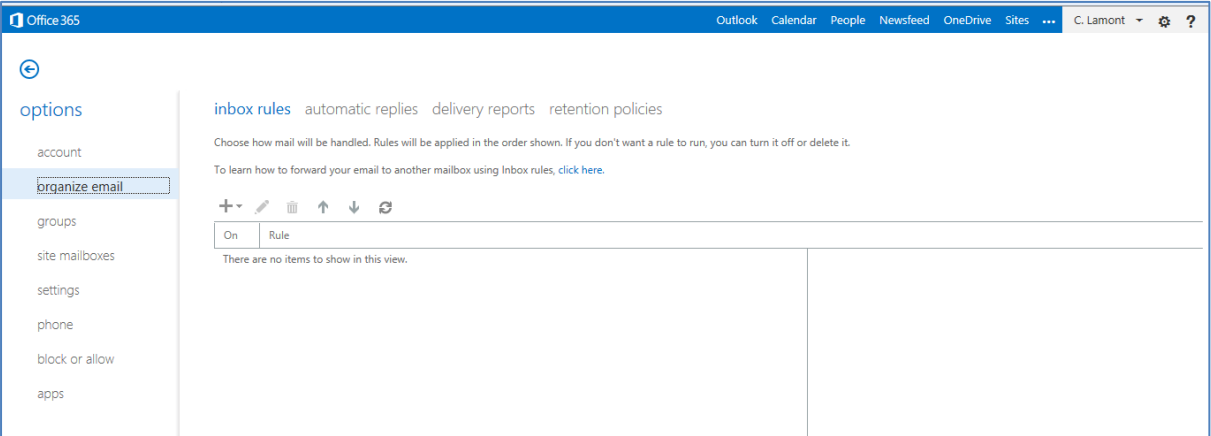 Office 365 Outlook Calendar People Newsfeed OneDrive Sites ••• C. Lamont ?
options
account
organize email
groups
site mailboxes
settings
phone
block or allow
apps
inbox rules automatic replies delivery reports retention policies
Choose how mail will be handled. Rules will be applied in the order shown. If you don't want a rule to run, you can turn it off or delete it.
To learn how to forward your email to another mailbox using Inbox rules, click here.
On Rule
There are no items to show in this view.